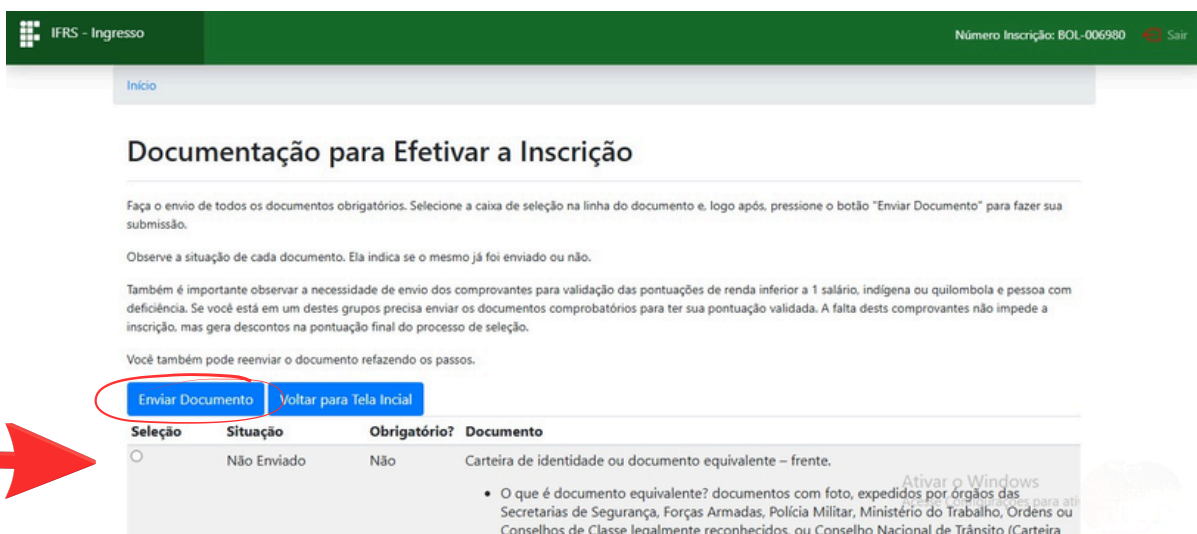 IFRS - Ingresso
Número Inscrição: BOL-006980 Sair
Início
Documentação para Efetivar a Inscrição
Faça o envio de todos os documentos obrigatórios. Selecione a caixa de seleção na linha do documento e, logo após, pressione o botão "Enviar Documento" para fazer sua
submissão.
Observe a situação de cada documento. Ela indica se o mesmo já foi enviado ou não.
Também é importante observar a necessidade de envio dos comprovantes para validação das pontuações de renda inferior a 1 salário, indígena ou quilombola e pessoa com
deficiência. Se você está em um destes grupos precisa enviar os documentos comprobatórios para ter sua pontuação validada. A falta dests comprovantes não impede a
inscrição, mas gera descontos na pontuação final do processo de seleção.
Você também pode reenviar o documento refazendo os passos.
Enviar Documento Voltar para Tela Incial
Seleção Situação Obrigatório? Documento
Não Enviado Não Carteira de identidade ou documento equivalente – frente.
Ativar o Windows
• O que é documento equivalente? documentos com foto, expedidos por órgãos das
Secretarias de Segurança, Forças Armadas, Polícia Militar, Ministério do Trabalho, Ordens ou
Conselhos de Classe legalmente reconhecidos, ou Conselho Nacional de Trânsito (Carteira